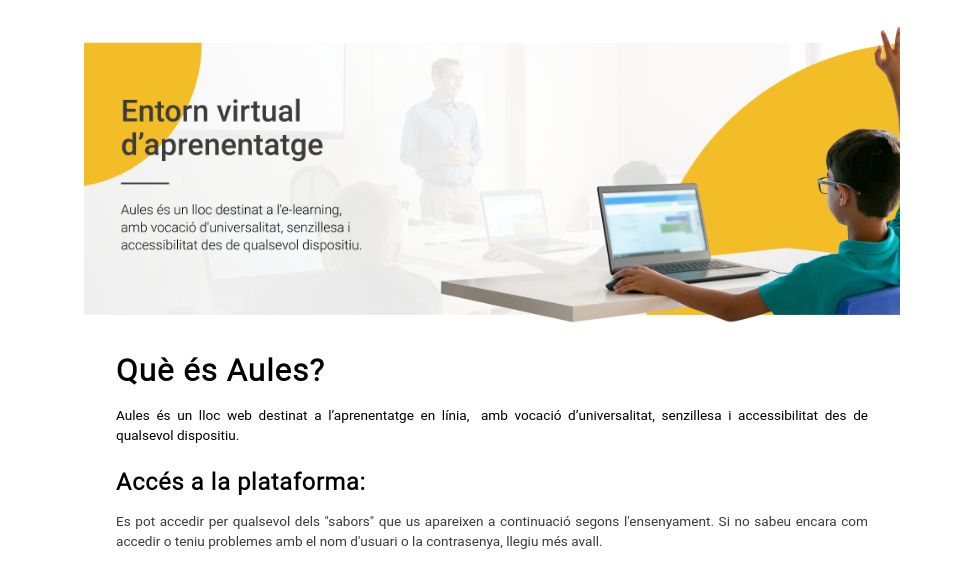 Entorn virtual
d’aprenentatge
Aules és un lloc destinat a l'e-learning,
amb vocació d'universalitat, senzillesa i
accessibilitat des de qualsevol dispositiu.
Què és Aules?
Aules és un lloc web destinat a l’aprenentatge en línia, amb vocació d’universalitat, senzillesa i accessibilitat des de
qualsevol dispositiu.
Accés a la plataforma:
Es pot accedir per qualsevol dels "sabors" que us apareixen a continuació segons l'ensenyament. Si no sabeu encara com
accedir o teniu problemes amb el nom d'usuari o la contrasenya, llegiu més avall.